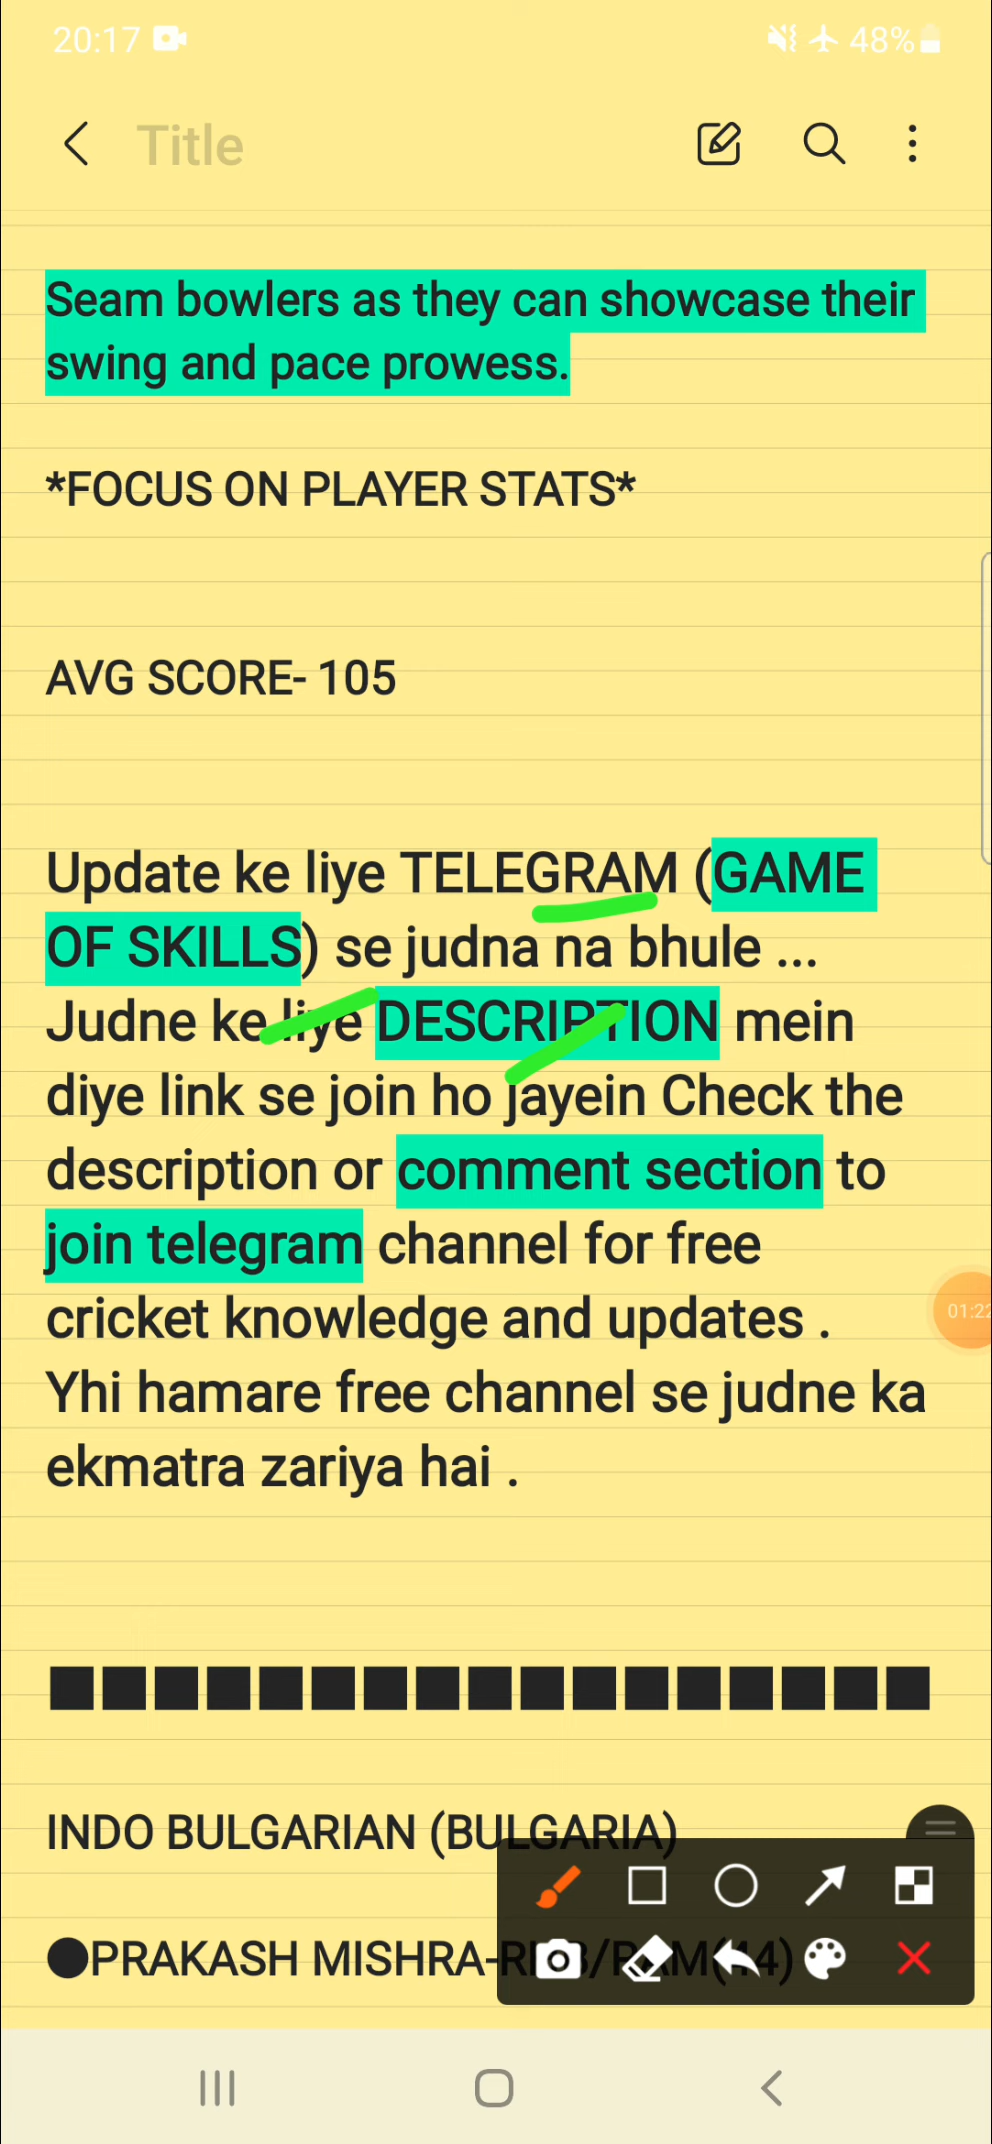 20:17 48%
Title
Seam bowlers as they can showcase their
swing and pace prowess.
*FOCUS ON PLAYER STATS*
AVG SCORE- 105
Update ke liye TELEGRAM (GAME
OF SKILLS) se judna na bhule ...
Judne ke liye DESCRIPTION mein
diye link se join ho jayein Check the
description or comment section to
join telegram channel for free
cricket knowledge and updates .
01:22
Yhi hamare free channel se judne ka
ekmatra zariya hai .
■■■■■■■■■■■■■■■■■
INDO BULGARIAN (BULGARIA)
●PRAKASH MISHRA-